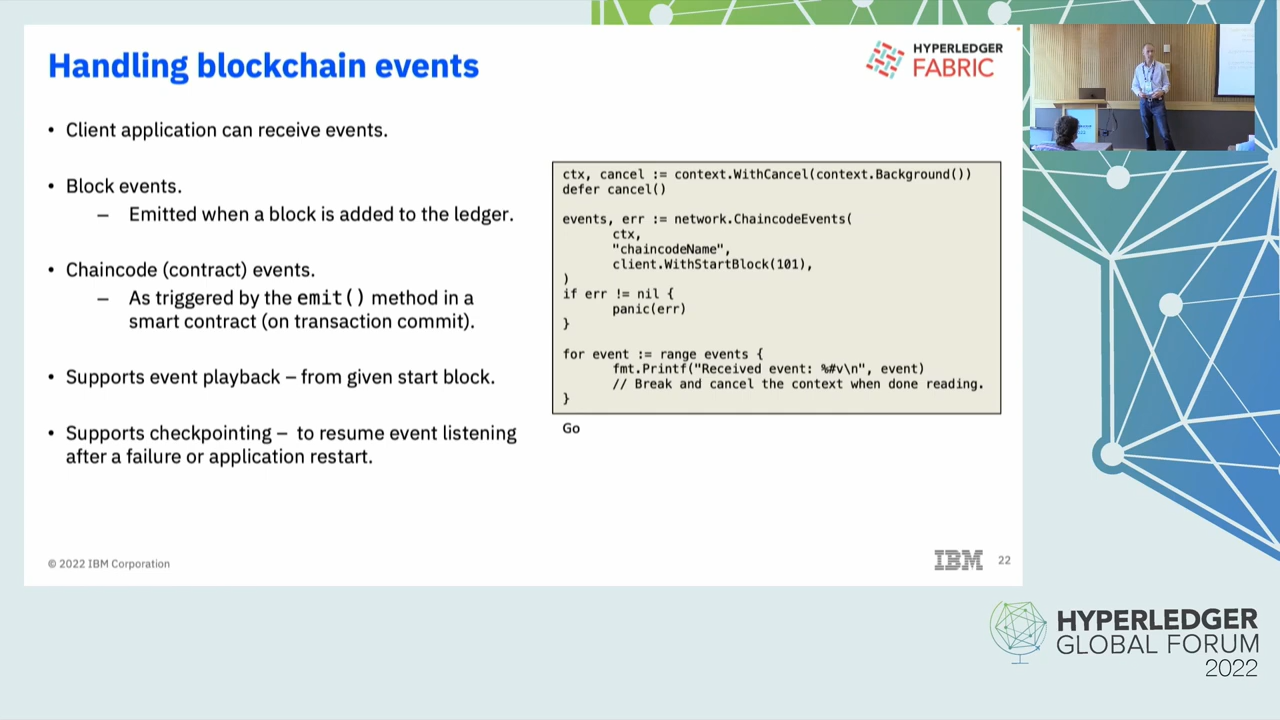 Handling blockchain events
HYPERLEDGER
FABRIC
• Client application can receive events.
• Block events.
– Emitted when a block is added to the ledger.
• Chaincode (contract) events.
– As triggered by the emit() method in a
smart contract (on transaction commit).
• Supports event playback – from given start block.
• Supports checkpointing – to resume event listening
after a failure or application restart.
ctx, cancel := context.WithCancel(context.Background())
defer cancel()
events, err := network.ChaincodeEvents(
ctx,
"chaincodeName",
client.WithStartBlock(101),
)
if err != nil {
panic(err)
}
for event := range events {
fmt.Printf("Received event: %#v\n", event)
// Break and cancel the context when done reading.
}
Go
© 2022 IBM Corporation
IBM
22
HYPERLEDGER
GLOBAL FORUM
2022